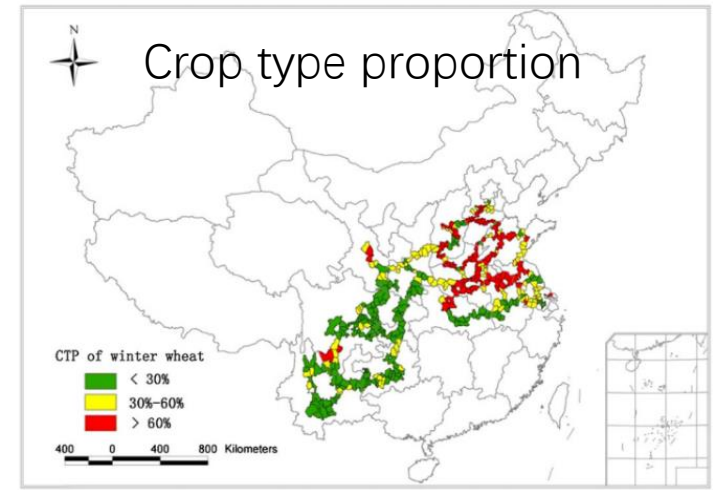 N
Crop type proportion
CTP of winter wheat
< 30%
30%-60%
> 60%
400 0 400 800 Kilometers